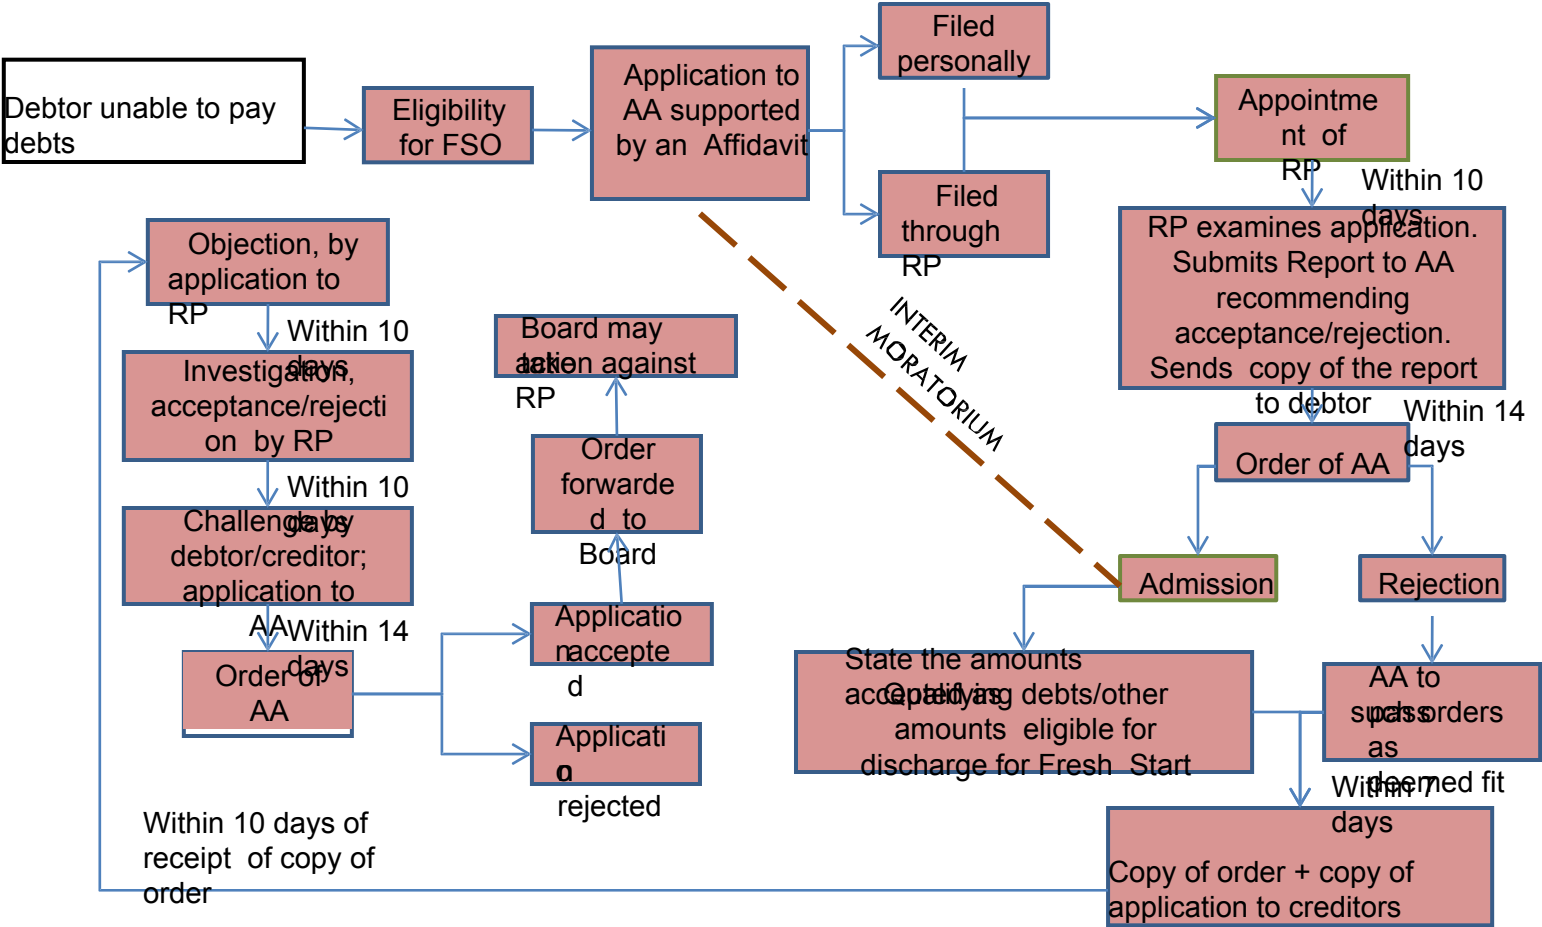 Debtor unable to pay
debts
Eligibility
for FSO
Application to
AA supported
by an Affidavit
Filed
personally
Filed
through
RP
Appointme
nt of
RP
Within 10
days
RP examines application.
Submits Report to AA
recommending
acceptance/rejection.
Sends copy of the report
to debtor
Within 14
days
Order of AA
Admission
Rejection
INTERIM
MORATORIUM
State the amounts
accepted as
Qualifying debts/other
amounts eligible for
discharge for Fresh Start
AA to
pass
such orders
as
deemed fit
Within 7
days
Copy of order + copy of
application to creditors
Within 10 days of
receipt of copy of
order
Objection, by
application to
RP
Within 10
days
Investigation,
acceptance/rejecti
on by RP
Within 10
days
Challenge by
debtor/creditor;
application to
AA
Within 14
days
Order of
AA
Applicatio
n accepte
d
Applicati
o
n
rejected
Order
forwarde
d to
Board
Board may
take
action against
RP